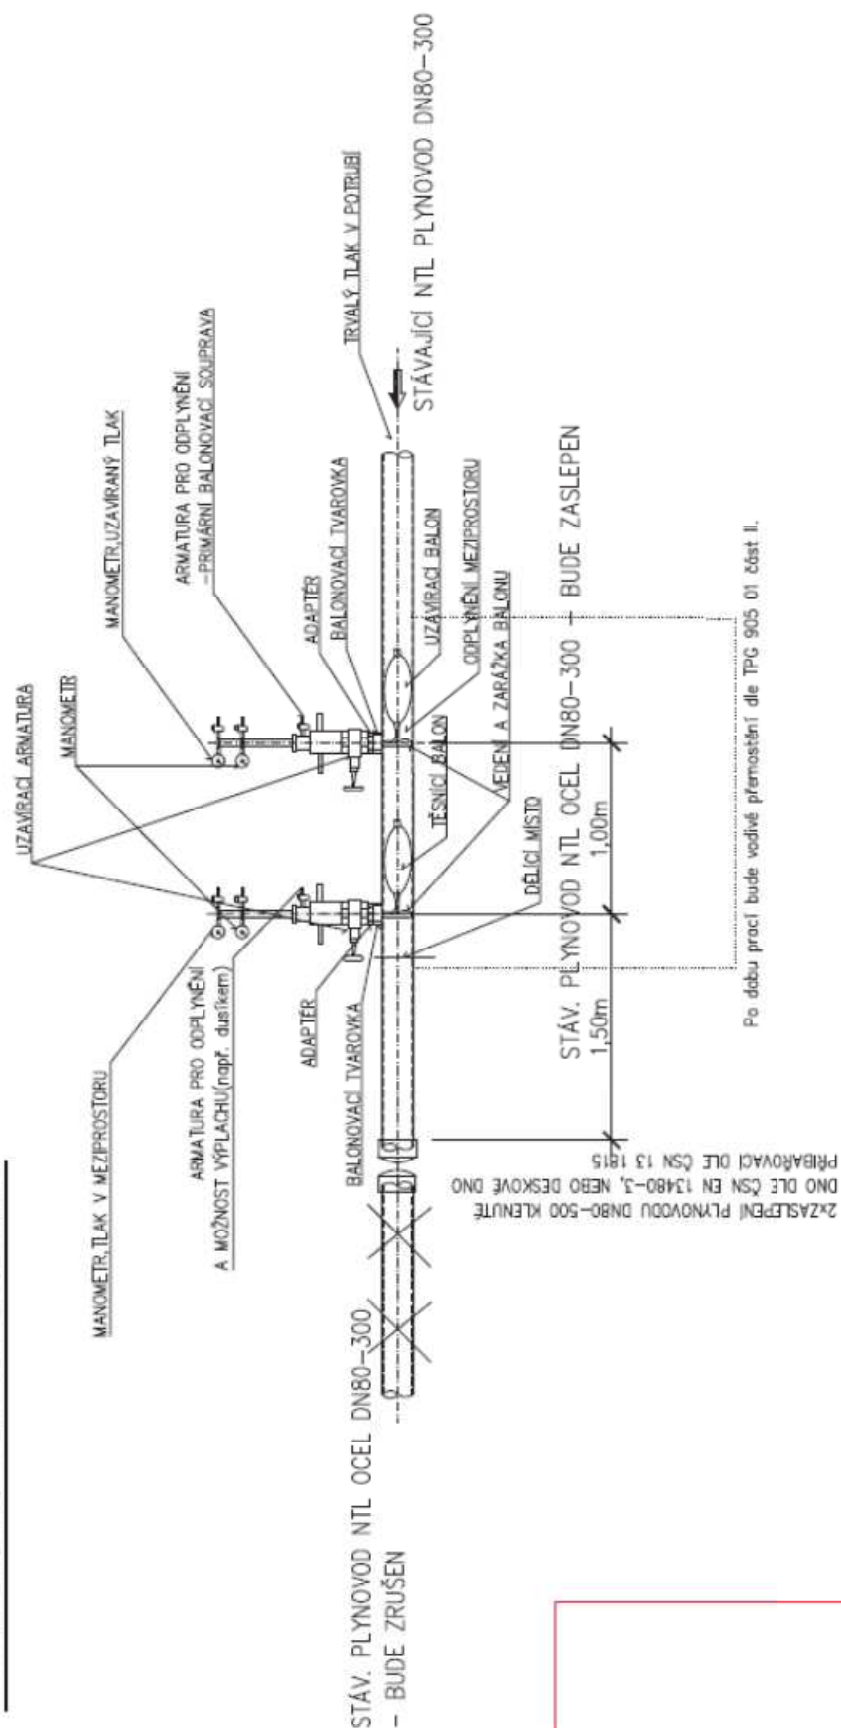 UZAVÍRACÍ ARMATURA
MANOMETR
MANOMETR,UZAVÍRANÝ TLAK
ARMATURA PRO ODPLYNĚNÍ
-PRIMÁRNÍ BALONOVACÍ SOUPRAVA
MANOMETR,TLAK V MEZIPROSTORU
ARMATURA PRO ODPLYNĚNÍ
A MOŽNOST VÝPLACHU(např. dusíkem)
ADAPTÉR
BALONOVACÍ TVAROVKA
ADAPTÉR
BALONOVACÍ TVAROVKA
TRVALÝ TLAK V POTRUBÍ
STÁVAJÍCÍ NTL PLYNOVOD DN80-300
UZAVÍRACÍ BALON
TĚSNÍCÍ BALON
ODPLYNĚNÍ MEZIPROSTORU
VEDENÍ A ZARÁŽKA BALONU
DĚLÍCÍ MÍSTO
STÁV. PLYNOVOD NTL OCEL DN80-300 - BUDE ZASLEPEN
1,50m
1,00m
STÁV. PLYNOVOD NTL OCEL DN80-300
- BUDE ZRUŠEN
2xZASLEPENÍ PLYNOVODU DN80-500 KLENUTÉ
DNO DLE ČSN EN 13480-3, NEBO DESKOVÉ DNO
PŘIVAŘOVACÍ DLE ČSN 13 1815
Po dobu prací bude vodivé přemostění dle TPG 905 01 část II.